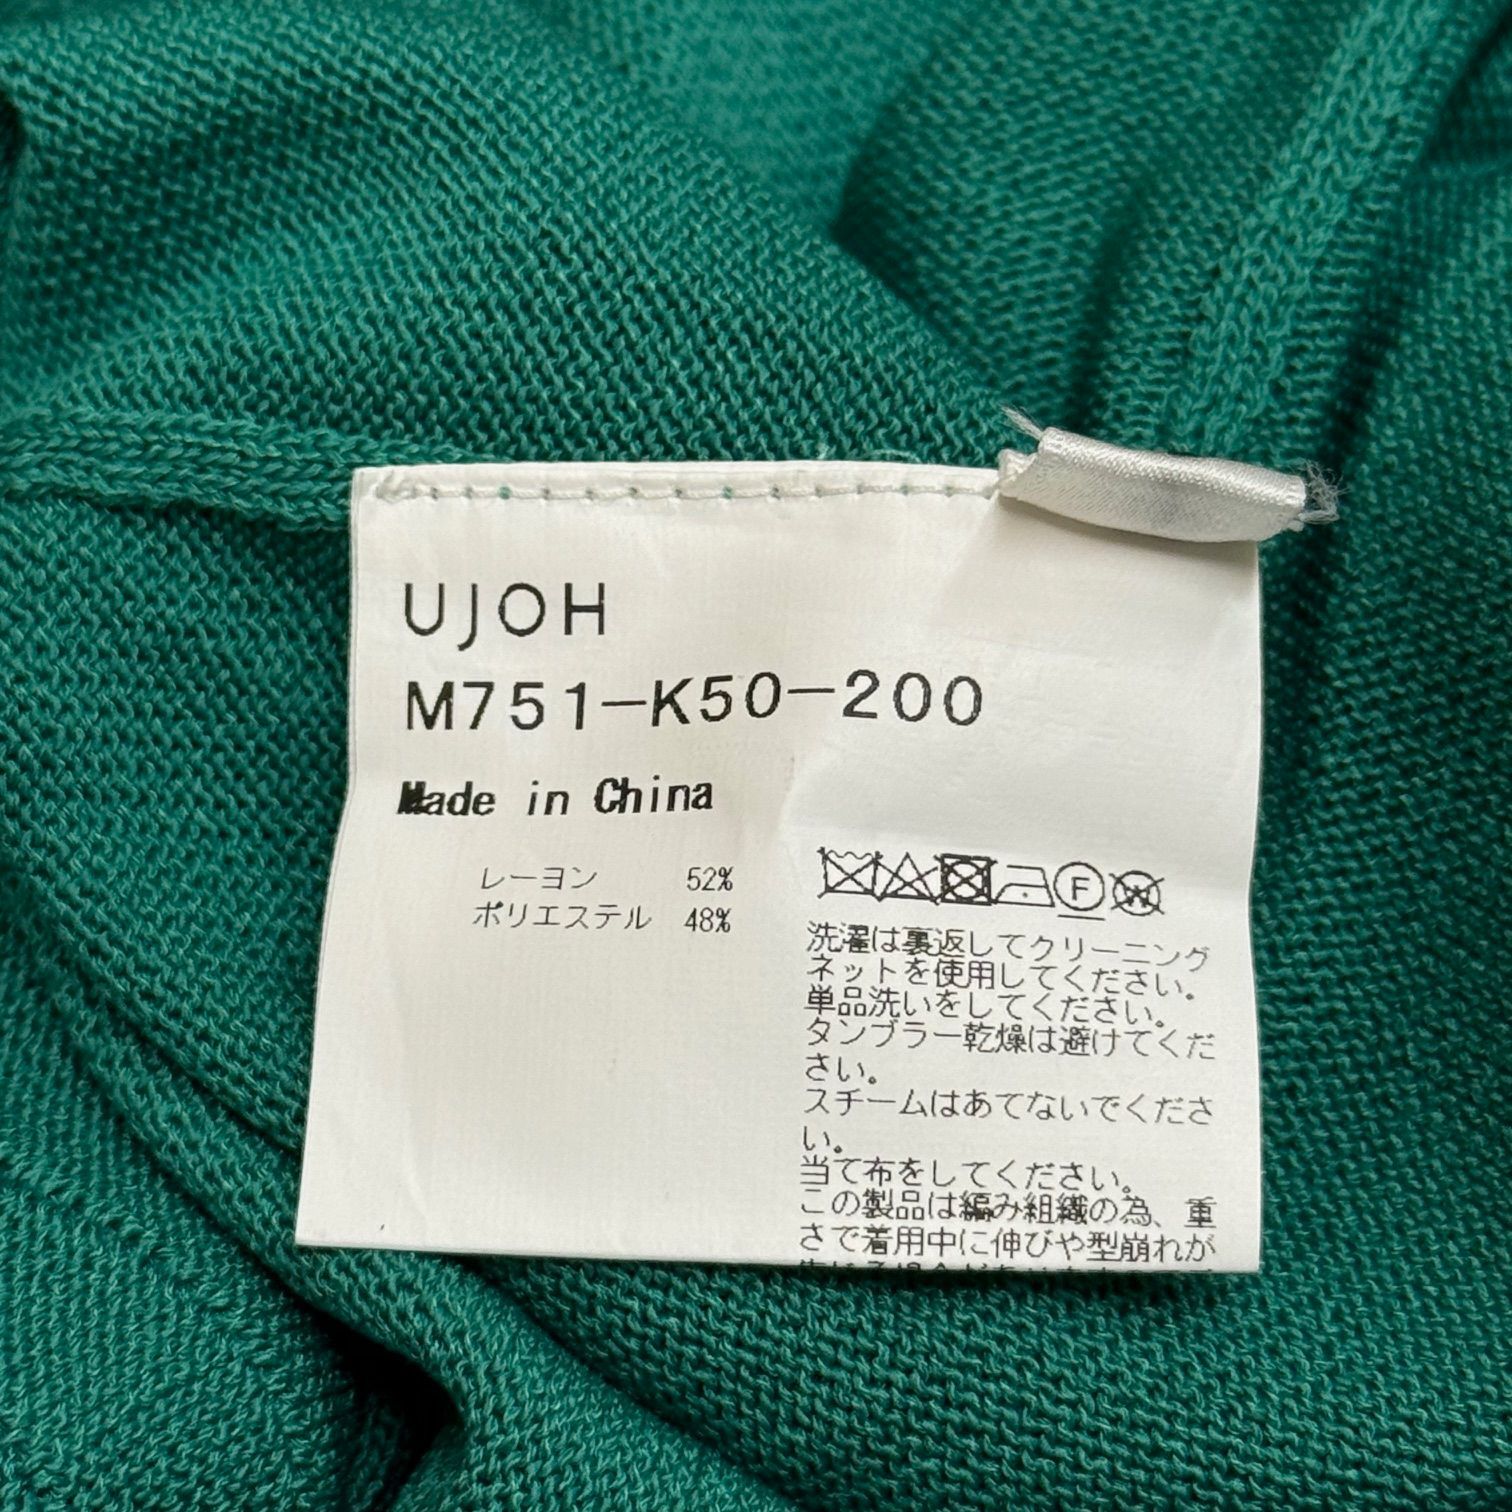 UJOH
M751-K50-200
Made in China
レーヨン 52%
ポリエステル 48%
F
W
洗濯は裏返してクリーニング
ネットを使用してください。
単品洗いをしてください。
タンブラー乾燥は避けてくだ
さい。
スチームはあてないでくださ
い。
当て布をしてください。
この製品は編み組織の為、重
さで着用中に伸びや型崩れが